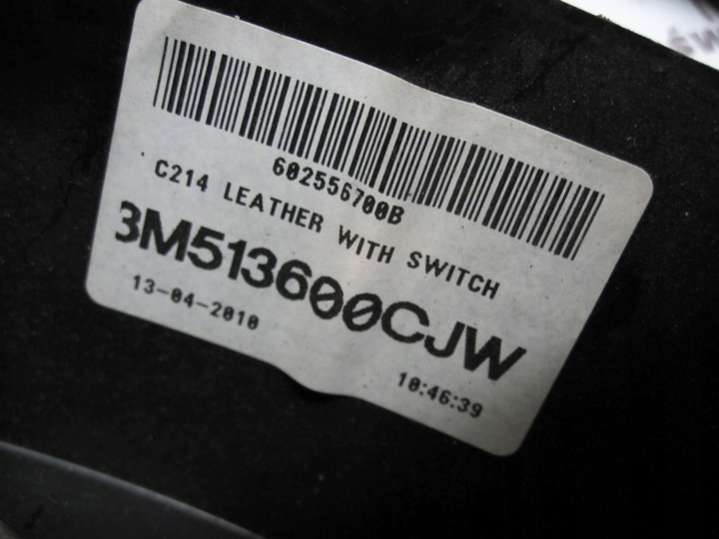 602556700B
C214 LEATHER WITH SWITCH
3M513600CJW
13-04-2010
10:46:39